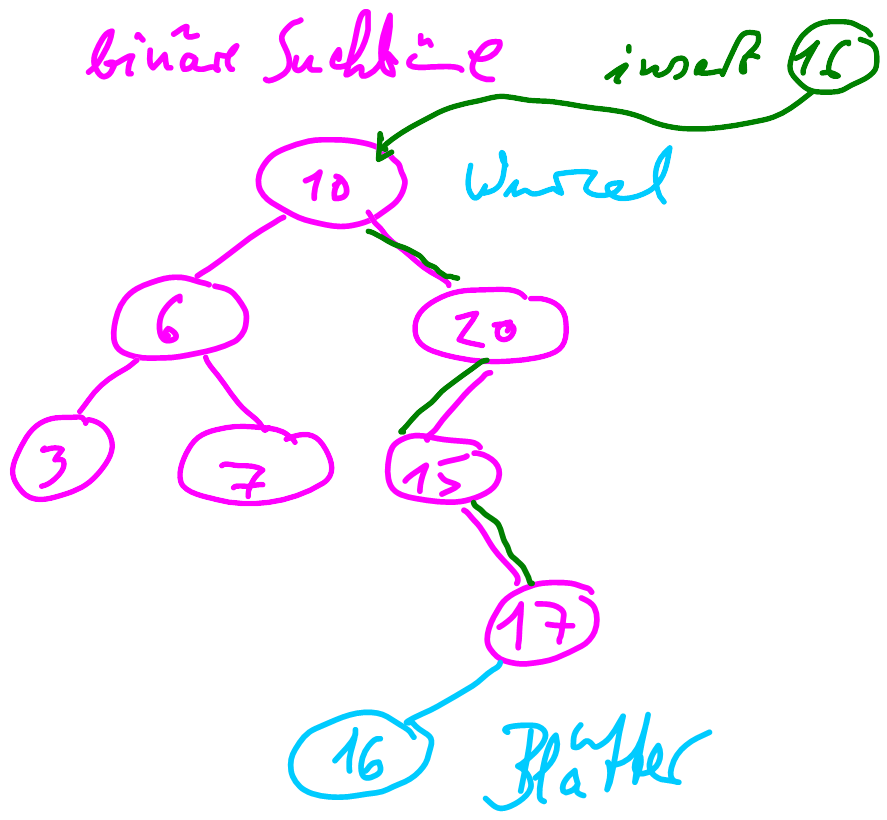 binäre Suchbäume
insert 16
10 Wurzel
6 20
3 7 15
17
16 Blätter